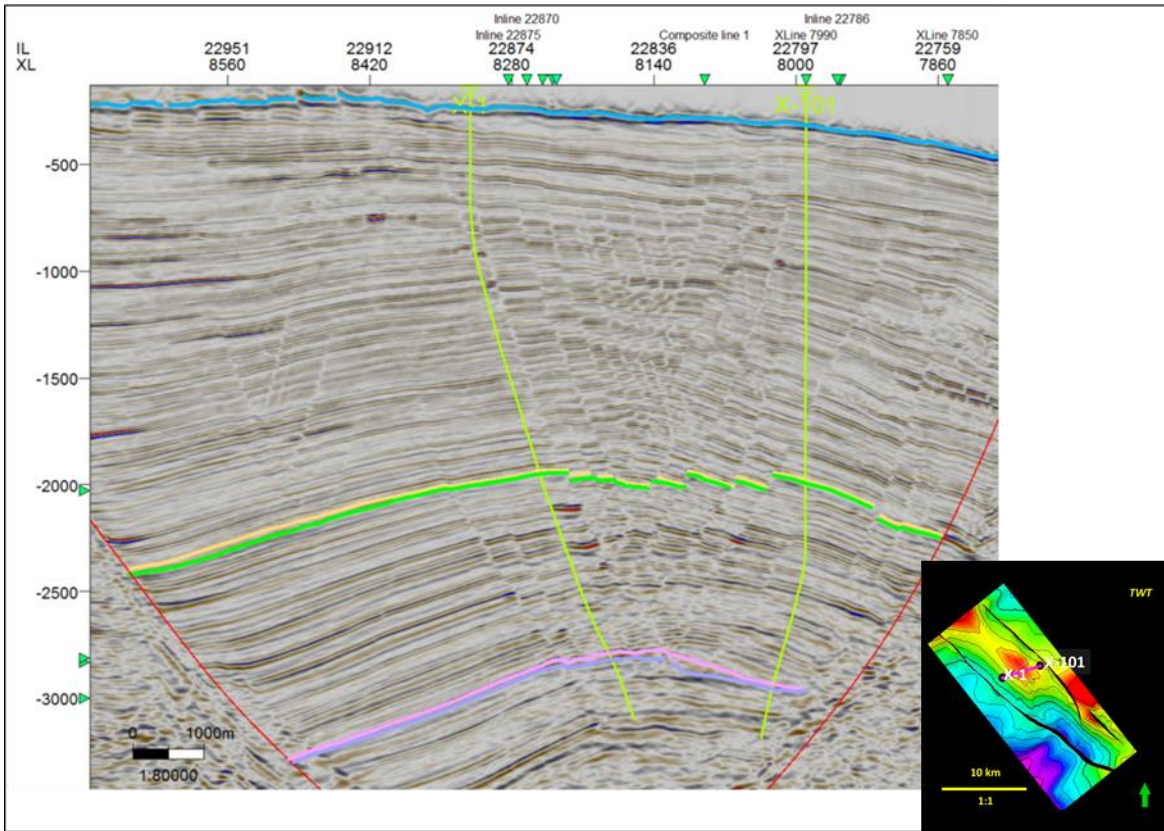 Inline 22870 Inline 22786
Inline 22875 Composite line 1 XLine 7990 XLine 7850
IL 22951 22912 22874 22836 22797 22759
XL 8560 8420 8280 8140 8000 7860
X-1 X-101
-500
-1000
-1500
-2000
-2500
-3000
0 1000m
1:80000
TWT
X-101
X-1
10 km
1:1